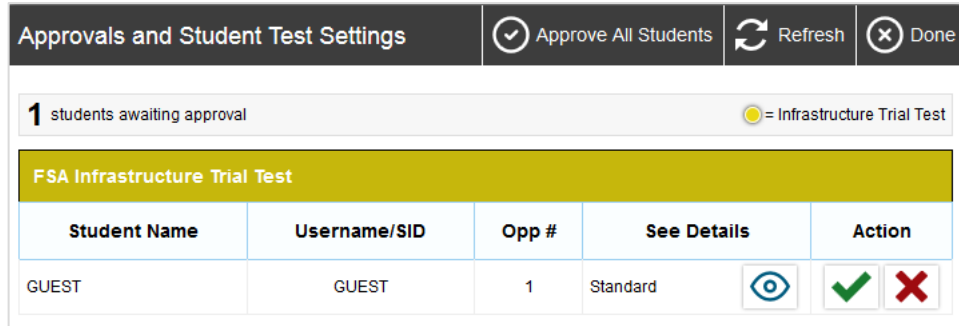 Approvals and Student Test Settings Approve All Students Refresh Done
1 students awaiting approval = Infrastructure Trial Test
FSA Infrastructure Trial Test
Student Name Username/SID Opp # See Details Action
GUEST GUEST 1 Standard